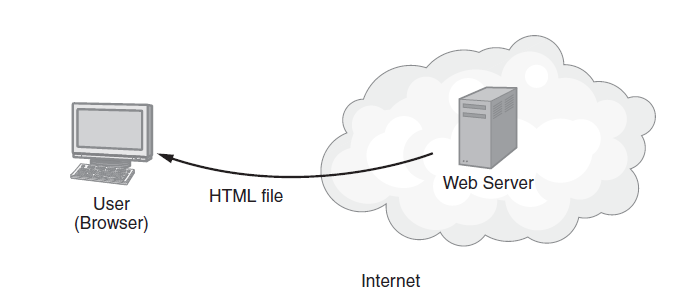 HTML file
Web Server
User
(Browser)
Internet